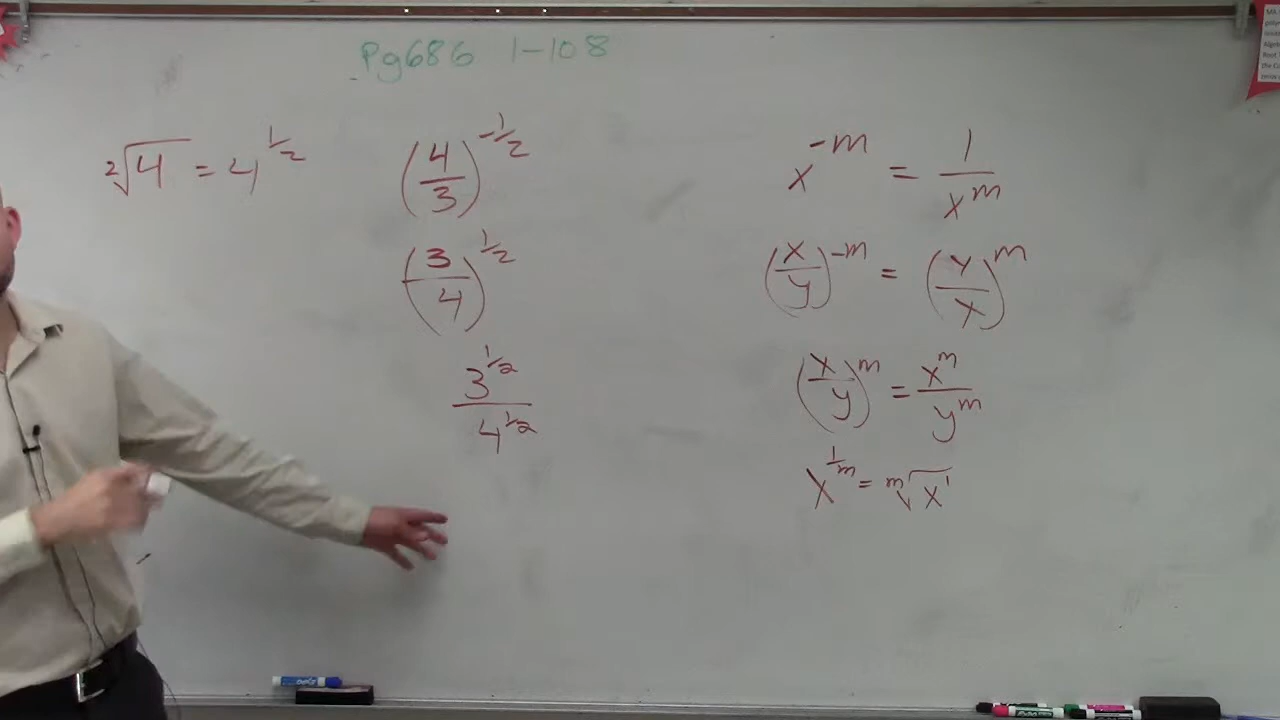 Pg686 1-108
²√4 = 4^(1/2)
(4/3)^(-1/2)
(3/4)^(1/2)
3^(1/2)/4^(1/2)
x^(-m) = 1/x^m
(x/y)^(-m) = (y/x)^m
(x/y)^m = x^m/y^m
x^(1/m) = ᵐ√x¹